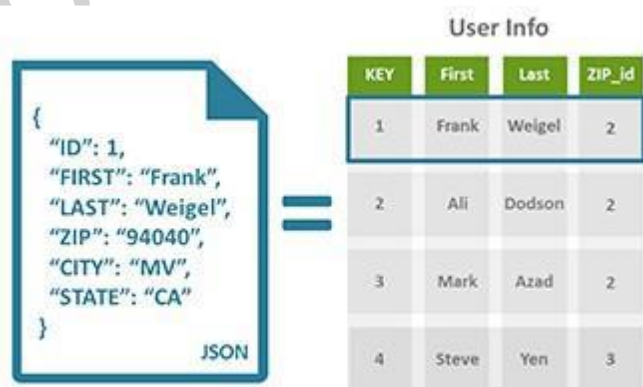 User Info
{
"ID": 1,
"FIRST": "Frank",
"LAST": "Weigel",
"ZIP": "94040",
"CITY": "MV",
"STATE": "CA"
}
JSON
=
KEY First Last ZIP_id
1 Frank Weigel 2
2 Ali Dodson 2
3 Mark Azad 2
4 Steve Yen 3